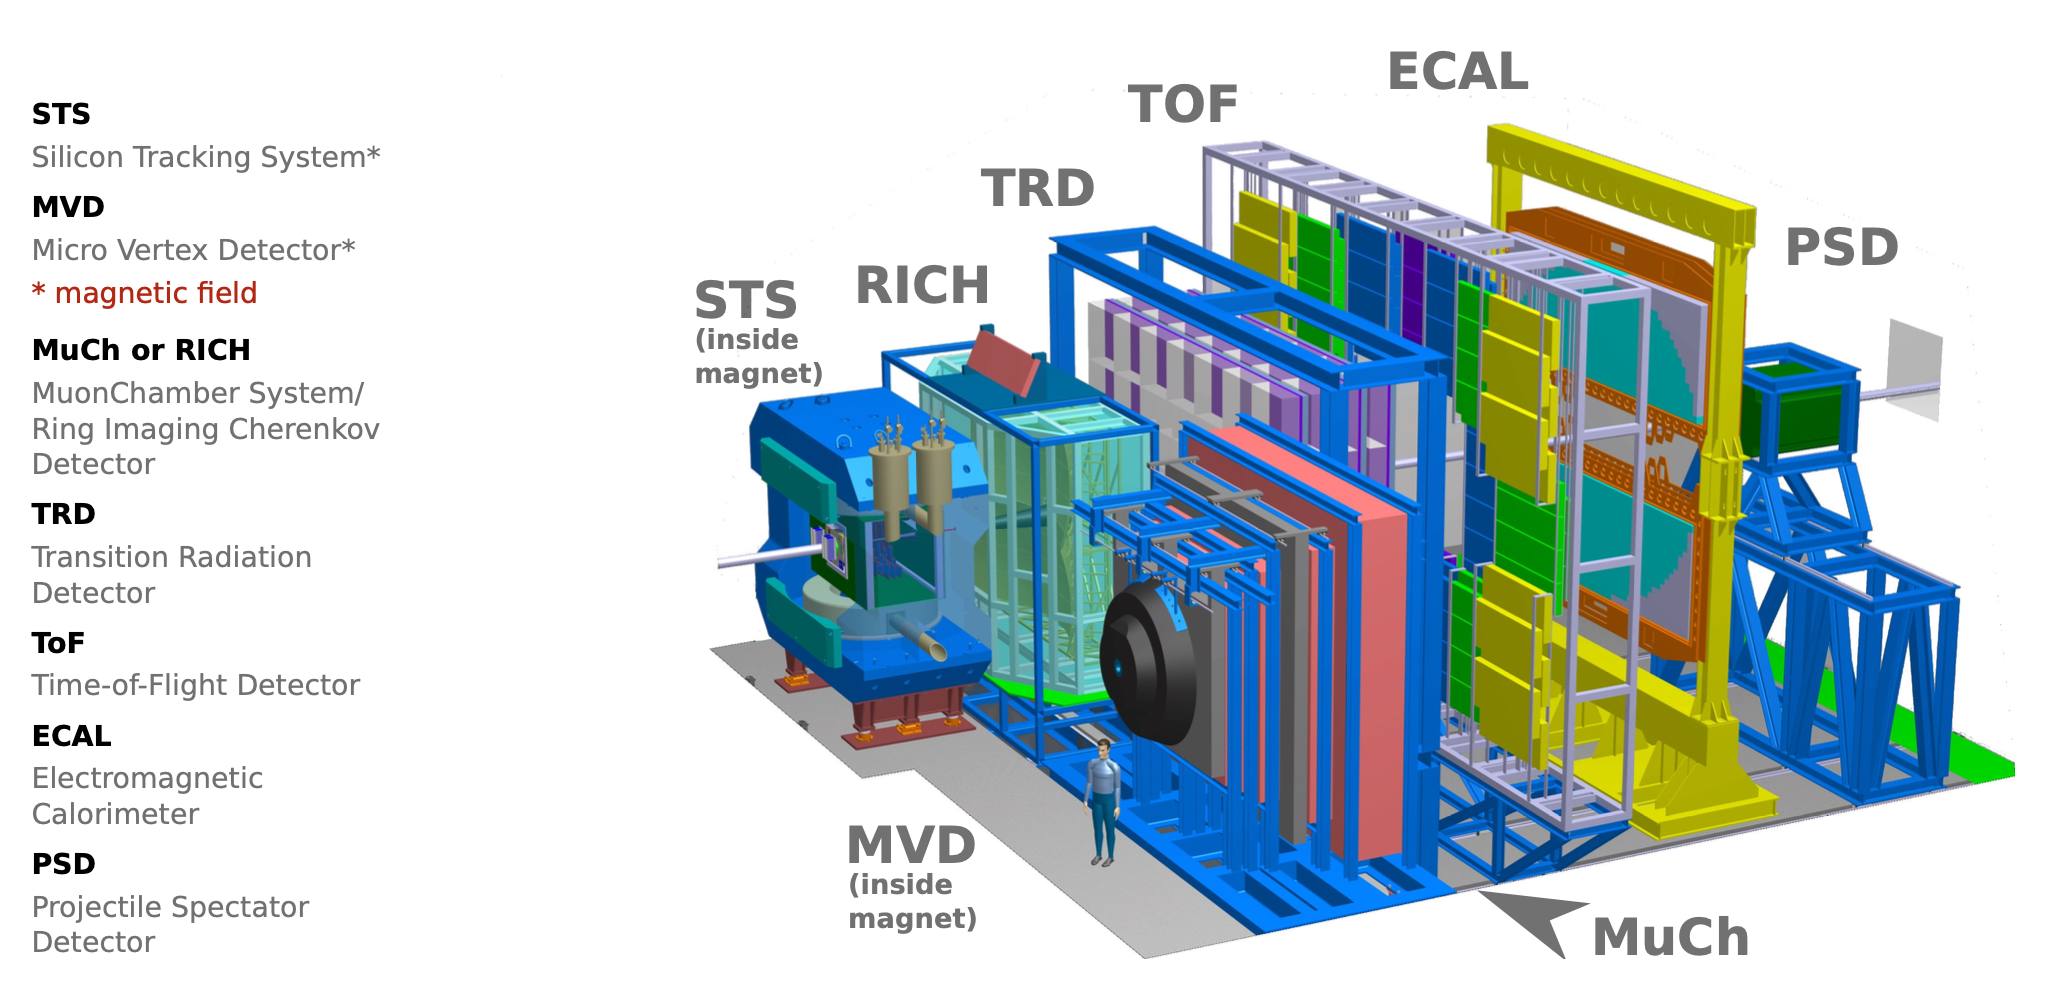 STS
Silicon Tracking System*
MVD
Micro Vertex Detector*
* magnetic field
MuCh or RICH
MuonChamber System/
Ring Imaging Cherenkov
Detector
TRD
Transition Radiation
Detector
ToF
Time-of-Flight Detector
ECAL
Electromagnetic
Calorimeter
PSD
Projectile Spectator
Detector
STS
(inside
magnet)
RICH
TRD
TOF
ECAL
PSD
MVD
(inside
magnet)
MuCh